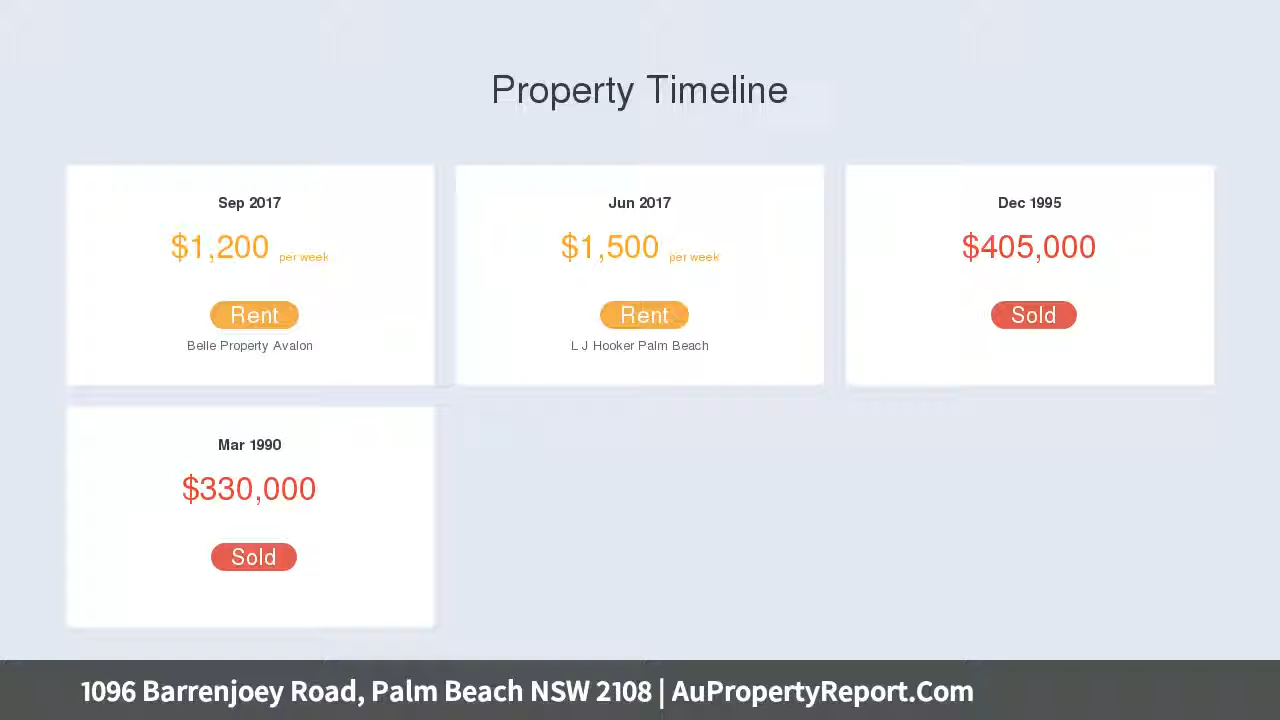 Property Timeline
Sep 2017
$1,200 per week
Rent
Belle Property Avalon
Jun 2017
$1,500 per week
Rent
L J Hooker Palm Beach
Dec 1995
$405,000
Sold
Mar 1990
$330,000
Sold
1096 Barrenjoey Road, Palm Beach NSW 2108 | AuPropertyReport.Com